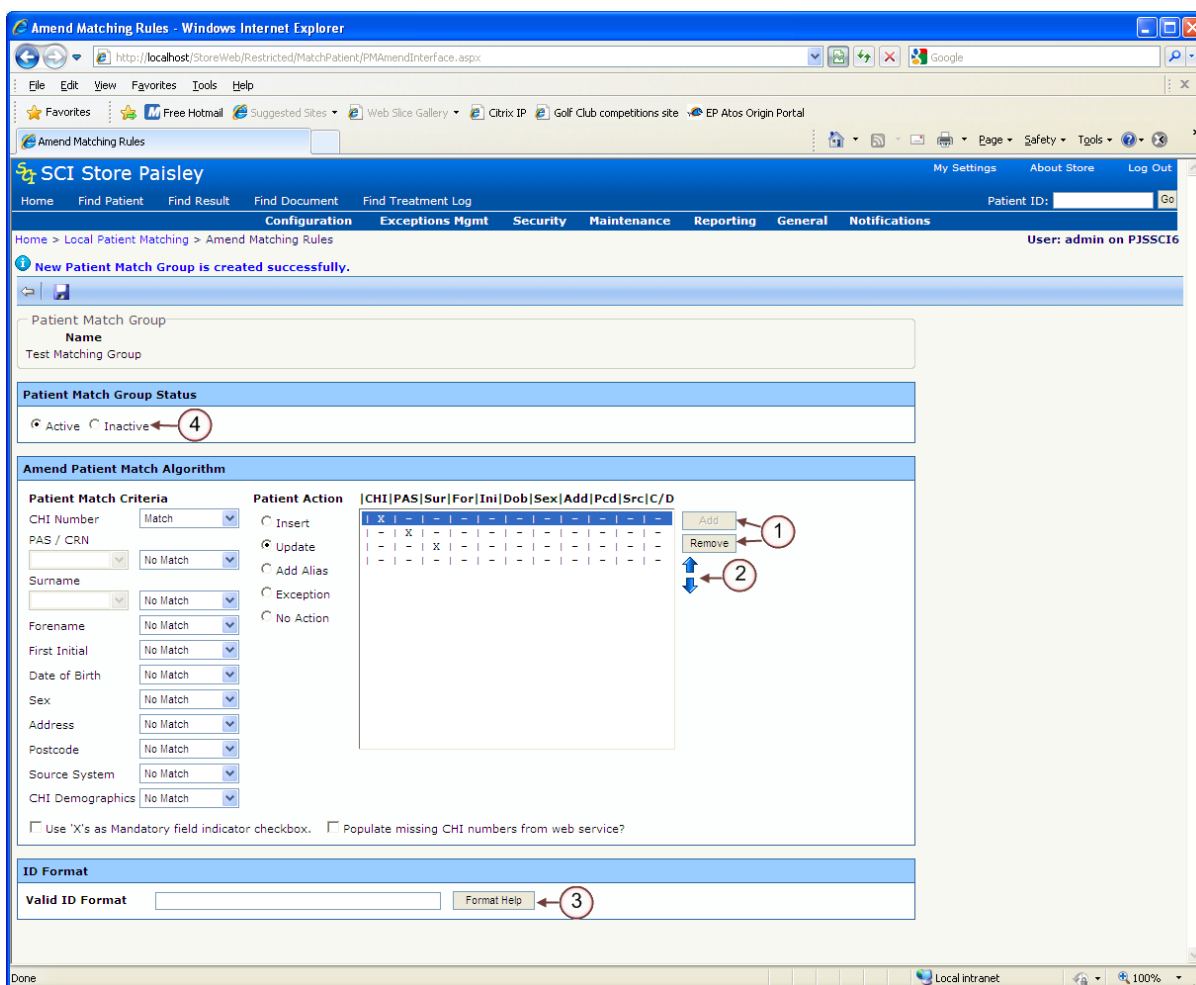 Amend Matching Rules - Windows Internet Explorer
http://localhost/StoreWeb/Restricted/MatchPatient/PMAmendInterface.aspx
Google
File Edit View Favorites Tools Help
Favorites Free Hotmail Suggested Sites Web Slice Gallery Citrix IP Golf Club competitions site EP Atos Origin Portal
Amend Matching Rules
Page Safety Tools
SCI Store Paisley
My Settings About Store Log Out
Home Find Patient Find Result Find Document Find Treatment Log
Patient ID: Go
Configuration Exceptions Mgmt Security Maintenance Reporting General Notifications
Home > Local Patient Matching > Amend Matching Rules
User: admin on PJSSCI6
New Patient Match Group is created successfully.
Patient Match Group
Name
Test Matching Group
Patient Match Group Status
Active Inactive 4
Amend Patient Match Algorithm
Patient Match Criteria Patient Action |CHI|PAS|Sur|For|Ini|Dob|Sex|Add|Pcd|Src|C/D
CHI Number Match
PAS / CRN
No Match
Surname
No Match
Forename No Match
First Initial No Match
Date of Birth No Match
Sex No Match
Address No Match
Postcode No Match
Source System No Match
CHI Demographics No Match
Insert
Update
Add Alias
Exception
No Action
| X | - | - | - | - | - | - | - | - | - | -
| - | X | - | - | - | - | - | - | - | - | -
| - | - | X | - | - | - | - | - | - | - | -
| - | - | - | - | - | - | - | - | - | - | -
Add
1
Remove
2
Use 'X's as Mandatory field indicator checkbox. Populate missing CHI numbers from web service?
ID Format
Valid ID Format Format Help 3
Done Local intranet 100%